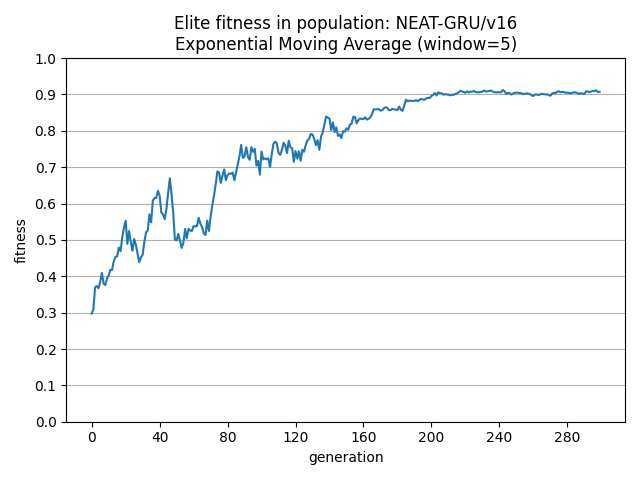 Elite fitness in population: NEAT-GRU/v16
Exponential Moving Average (window=5)
1.0
0.9
0.8
0.7
0.6
0.5
0.4
0.3
0.2
0.1
0.0
fitness
0 40 80 120 160 200 240 280
generation